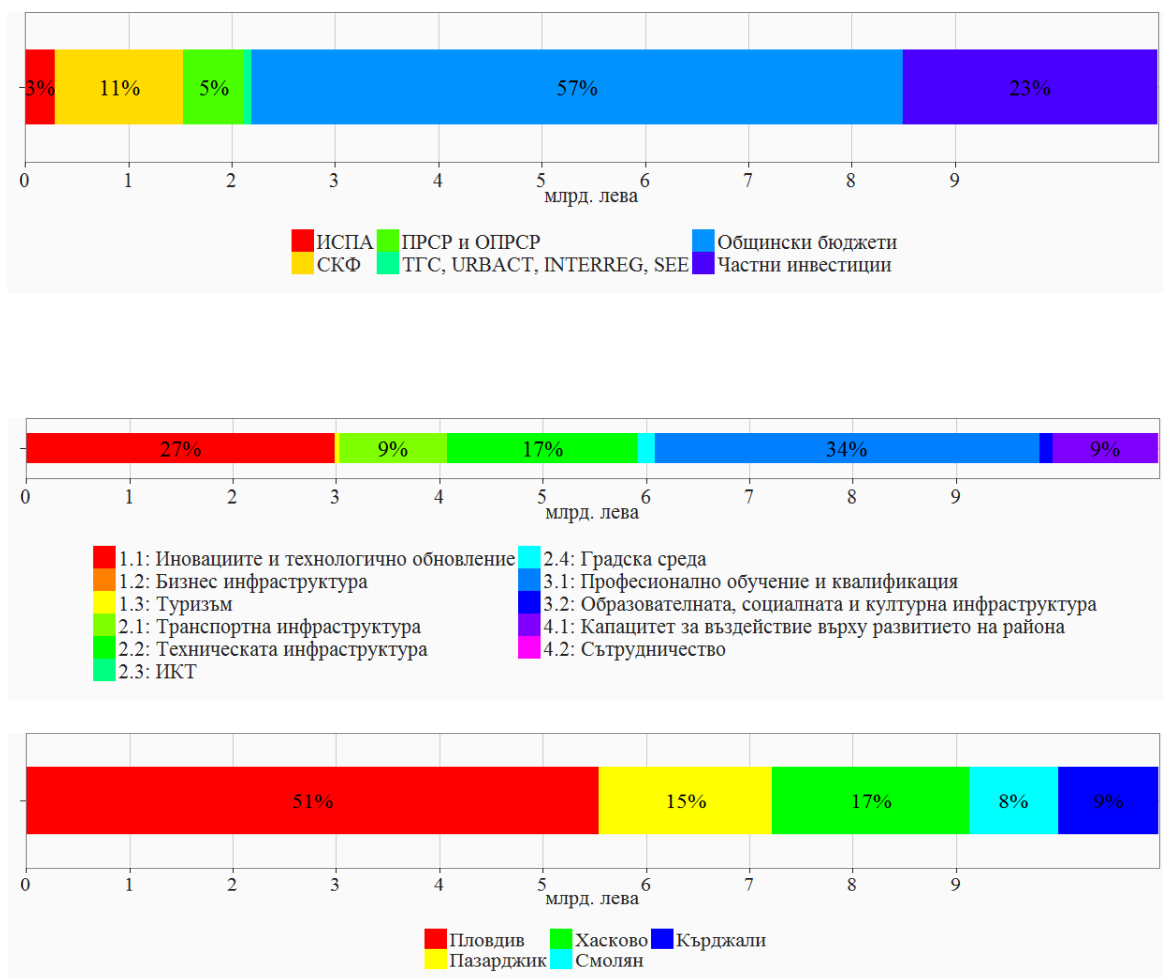 3% 11% 5% 57% 23%
0 1 2 3 4 5 6 7 8 9
млрд. лева
ИСПА ПРСР и ОПРСР Общински бюджети
СКФ ТГС, URBACT, INTERREG, SEE Частни инвестиции
27% 9% 17% 34% 9%
0 1 2 3 4 5 6 7 8 9
млрд. лева
1.1: Иновациите и технологично обновление 2.4: Градска среда
1.2: Бизнес инфраструктура 3.1: Професионално обучение и квалификация
1.3: Туризъм 3.2: Образователната, социалната и културна инфраструктура
2.1: Транспортна инфраструктура 4.1: Капацитет за въздействие върху развитието на района
2.2: Техническата инфраструктура 4.2: Сътрудничество
2.3: ИКТ
51% 15% 17% 8% 9%
0 1 2 3 4 5 6 7 8 9
млрд. лева
Пловдив Хасково Кърджали
Пазарджик Смолян